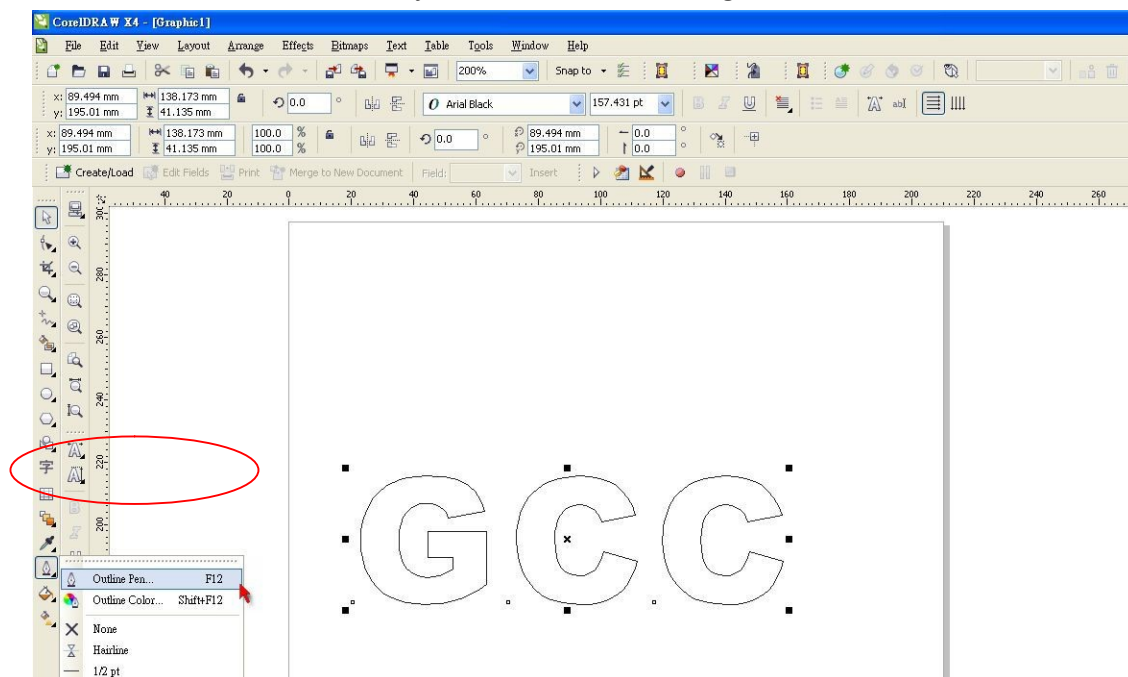 CorelDRAW X4 - [Graphic1]
File Edit View Layout Arrange Effects Bitmaps Text Table Tools Window Help
200% Snap to
x: 89.494 mm 138.173 mm 0.0 ° O Arial Black 157.431 pt B U A abI
y: 195.01 mm 41.135 mm
x: 89.494 mm 138.173 mm 100.0 % 0.0 ° 89.494 mm 0.0 °
y: 195.01 mm 41.135 mm 100.0 % 195.01 mm 0.0 °
Create/Load Edit Fields Print Merge to New Document Field: Insert
40 20 0 20 40 60 80 100 120 140 160 180 200 220 240 260
300
280
260
240
220
200
字
GCC
Outline Pen... F12
Outline Color... Shift+F12
None
Hairline
1/2 pt